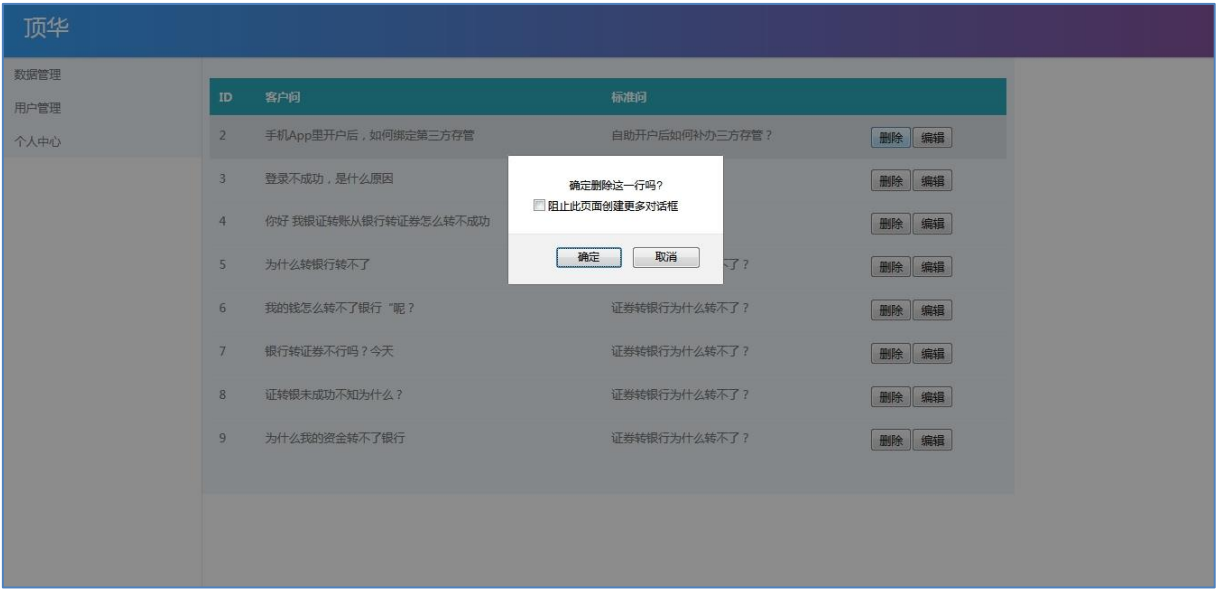 顶华
数据管理
用户管理
个人中心
ID 客户问 标准问
2 手机App里开户后，如何绑定第三方存管 自助开户后如何补办三方存管？ 删除 编辑
3 登录不成功，是什么原因 删除 编辑
4 你好 我银证转账从银行转证券怎么转不成功 删除 编辑
5 为什么转银行转不了 不了？ 删除 编辑
6 我的钱怎么转不了银行“呢？ 证券转银行为什么转不了？ 删除 编辑
7 银行转证券不行吗？今天 证券转银行为什么转不了？ 删除 编辑
8 证转银未成功不知为什么？ 证券转银行为什么转不了？ 删除 编辑
9 为什么我的资金转不了银行 证券转银行为什么转不了？ 删除 编辑
确定删除这一行吗?
阻止此页面创建更多对话框
确定 取消